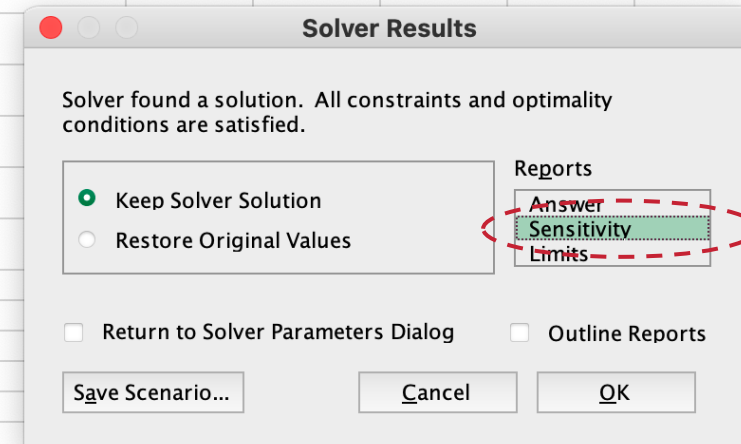 Solver Results
Solver found a solution.  All constraints and optimality
conditions are satisfied.
Keep Solver Solution
Restore Original Values
Reports
Answer
Sensitivity
Limits
Return to Solver Parameters Dialog
Outline Reports
Save Scenario...
Cancel
OK